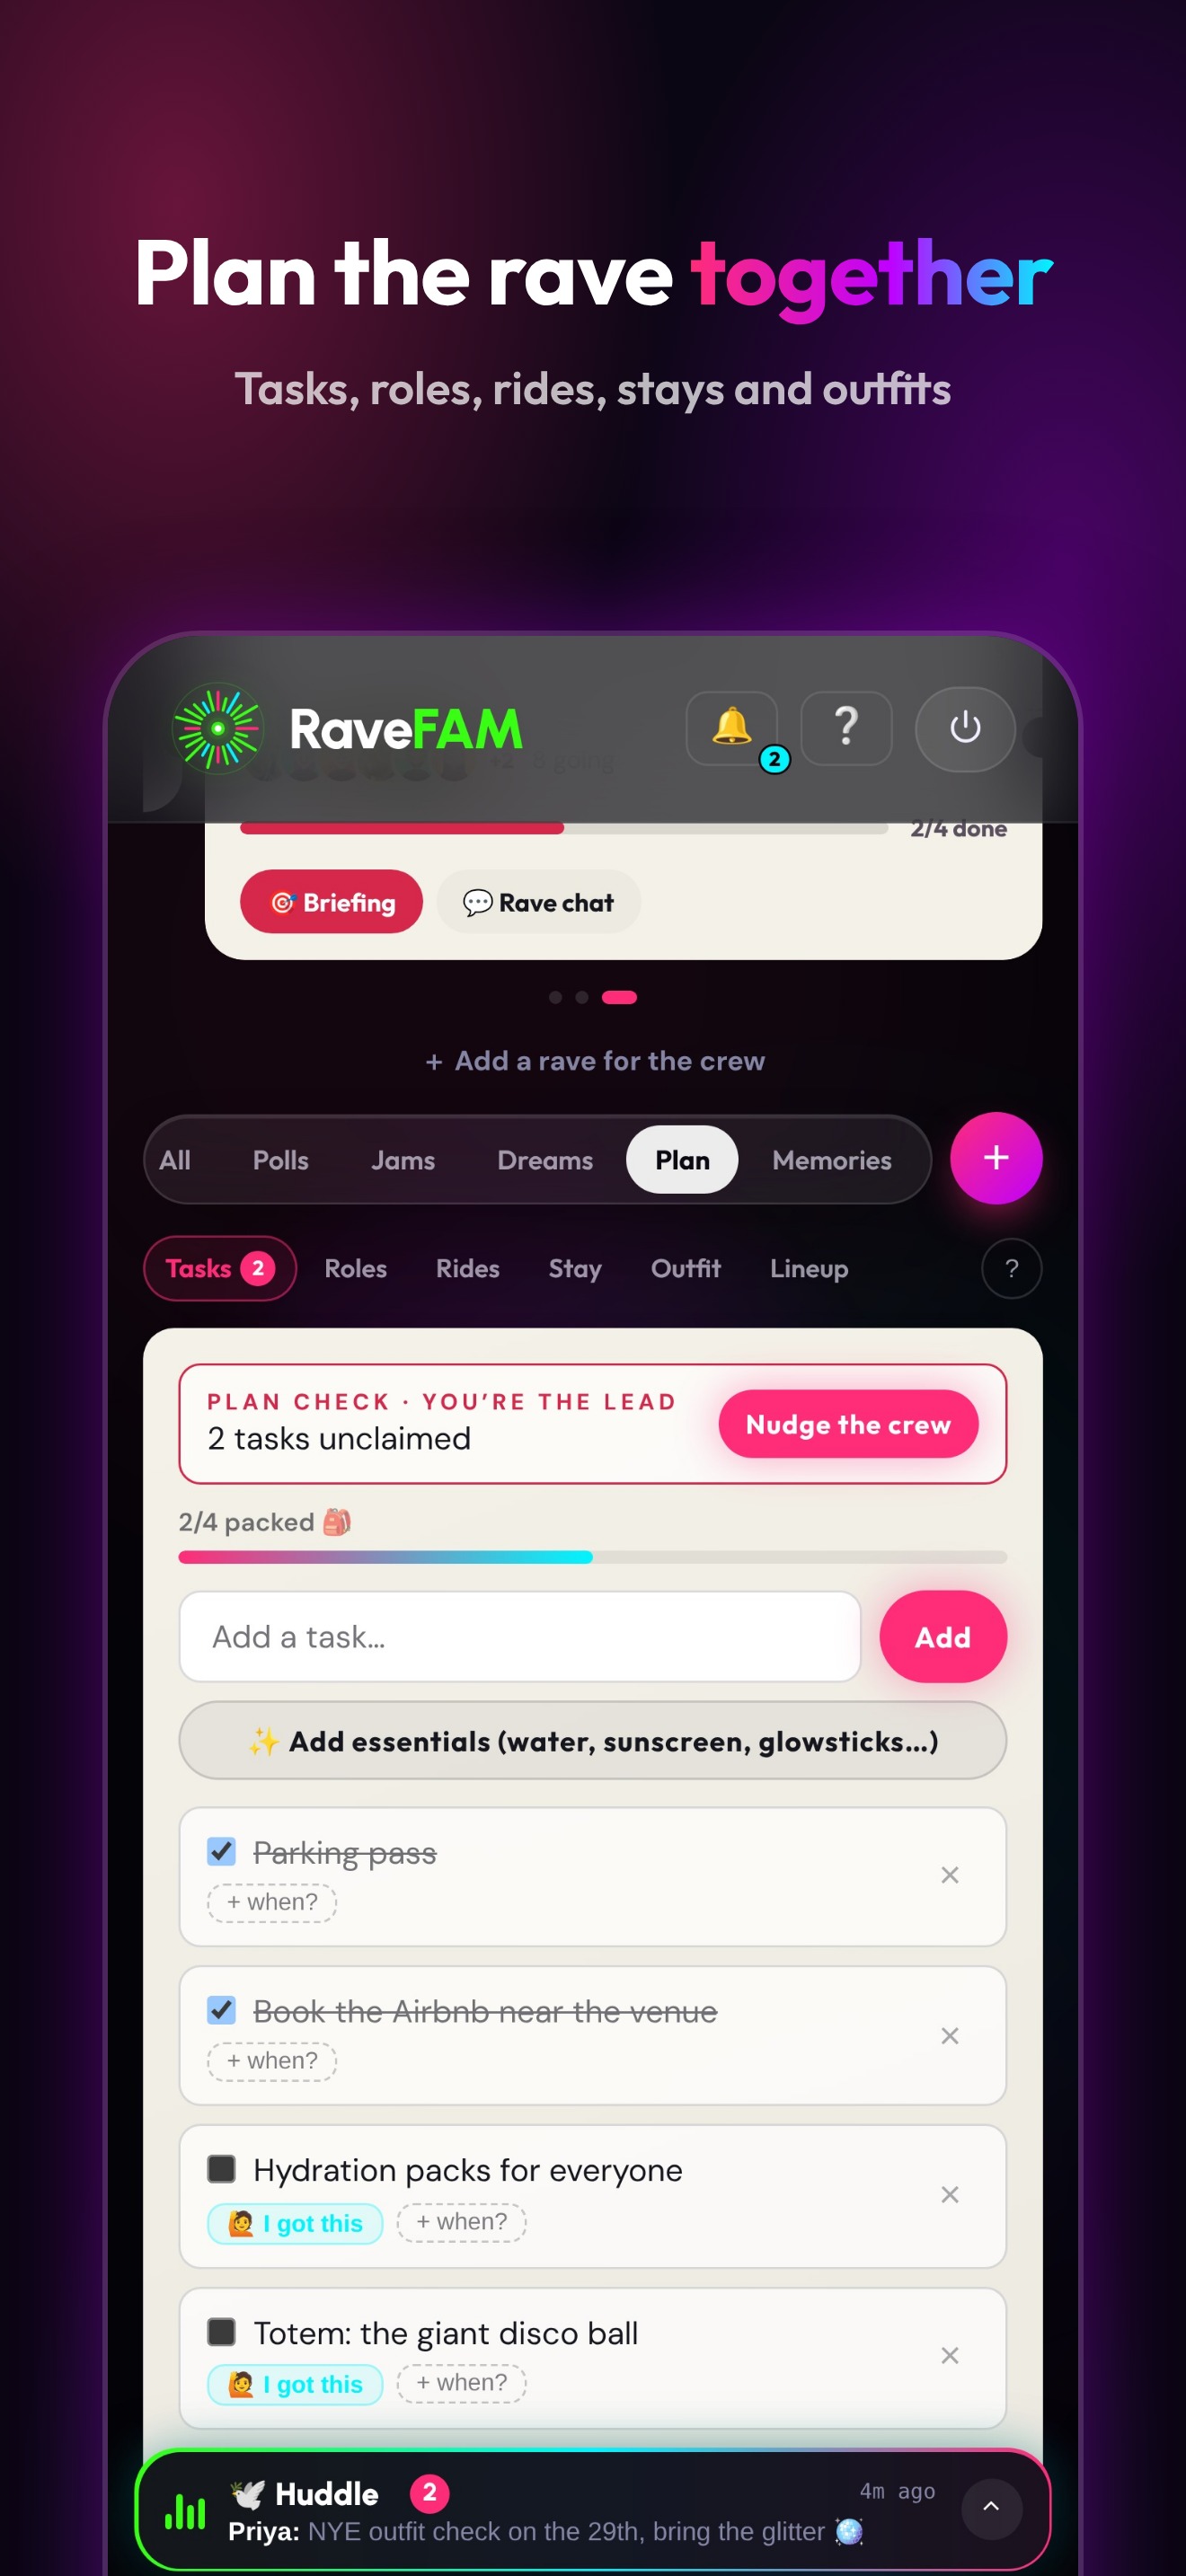 Plan the rave together
Tasks, roles, rides, stays and outfits
RaveFAM
2
+2 8 going
2/4 done
🎯 Briefing
💬 Rave chat
+ Add a rave for the crew
All Polls Jams Dreams Plan Memories +
Tasks 2 Roles Rides Stay Outfit Lineup ?
PLAN CHECK · YOU’RE THE LEAD
2 tasks unclaimed
Nudge the crew
2/4 packed 🎒
Add a task...
Add
✨ Add essentials (water, sunscreen, glowsticks...)
Parking pass
+ when?
×
Book the Airbnb near the venue
+ when?
×
Hydration packs for everyone
🙋 I got this + when?
×
Totem: the giant disco ball
🙋 I got this + when?
×
🕊️ Huddle 2
4m ago
Priya: NYE outfit check on the 29th, bring the glitter 🪩